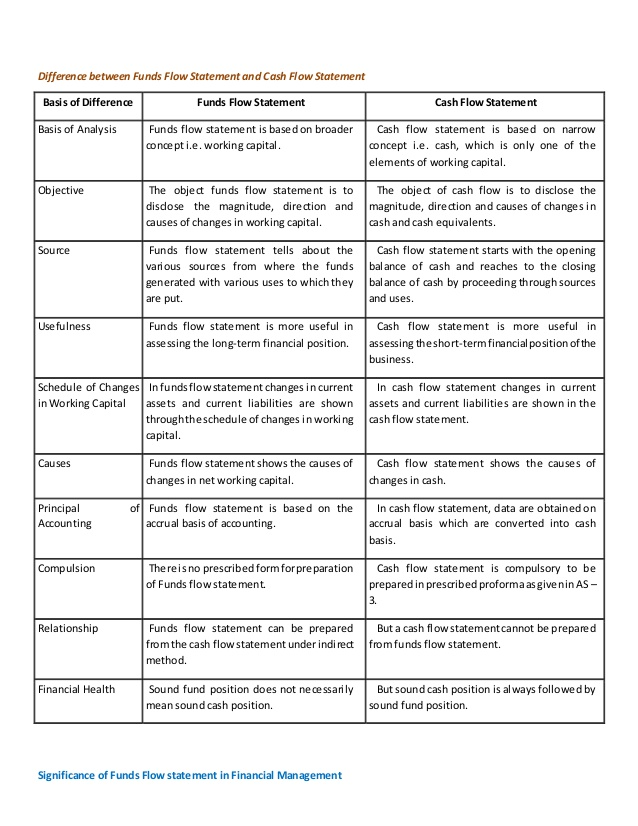 Difference between Funds Flow Statement and Cash Flow Statement
Basis of Difference Funds Flow Statement Cash Flow Statement
Basis of Analysis
Funds flow statement is based on broader
concept i.e. working capital.
Cash flow statement is based on narrow
concept i.e. cash, which is only one of the
elements of working capital.
Objective
The object funds flow statement is to
disclose the magnitude, direction and
causes of changes in working capital.
The object of cash flow is to disclose the
magnitude, direction and causes of changes in
cash and cash equivalents.
Source
Funds flow statement tells about the
various sources from where the funds
generated with various uses to which they
are put.
Cash flow statement starts with the opening
balance of cash and reaches to the closing
balance of cash by proceeding through sources
and uses.
Usefulness
Funds flow statement is more useful in
assessing the long-term financial position.
Cash flow statement is more useful in
assessing the short-term financial position of the
business.
Schedule of Changes
in Working Capital
In funds flow statement changes in current
assets and current liabilities are shown
through the schedule of changes in working
capital.
In cash flow statement changes in current
assets and current liabilities are shown in the
cash flow statement.
Causes
Funds flow statement shows the causes of
changes in net working capital.
Cash flow statement shows the causes of
changes in cash.
Principal of
Accounting
Funds flow statement is based on the
accrual basis of accounting.
In cash flow statement, data are obtained on
accrual basis which are converted into cash
basis.
Compulsion
There is no prescribed form for preparation
of Funds flow statement.
Cash flow statement is compulsory to be
prepared in prescribed proforma as given in AS –
3.
Relationship
Funds flow statement can be prepared
from the cash flow statement under indirect
method.
But a cash flow statement cannot be prepared
from funds flow statement.
Financial Health
Sound fund position does not necessarily
mean sound cash position.
But sound cash position is always followed by
sound fund position.
Significance of Funds Flow statement in Financial Management